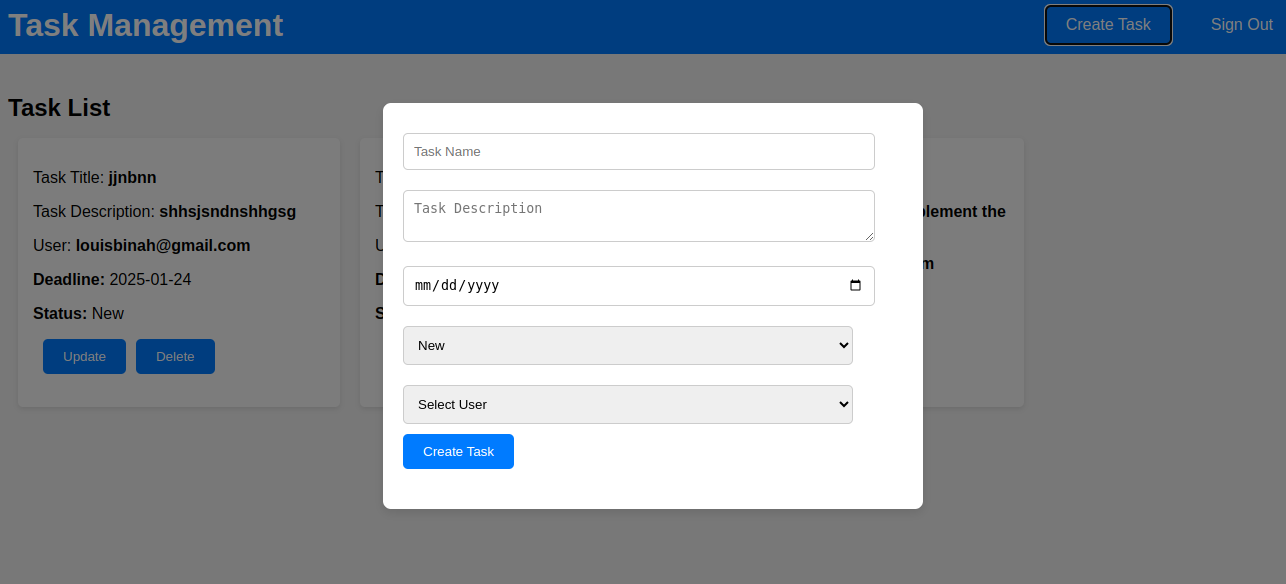 Task Management
Create Task
Sign Out
Task List
Task Title: jjnbnn
Task Description: shhsjsndnshhgsg
User: louisbinah@gmail.com
Deadline: 2025-01-24
Status: New
Update
Delete
Task Name
Task Description
mm/dd/yyyy
New
Select User
Create Task
the